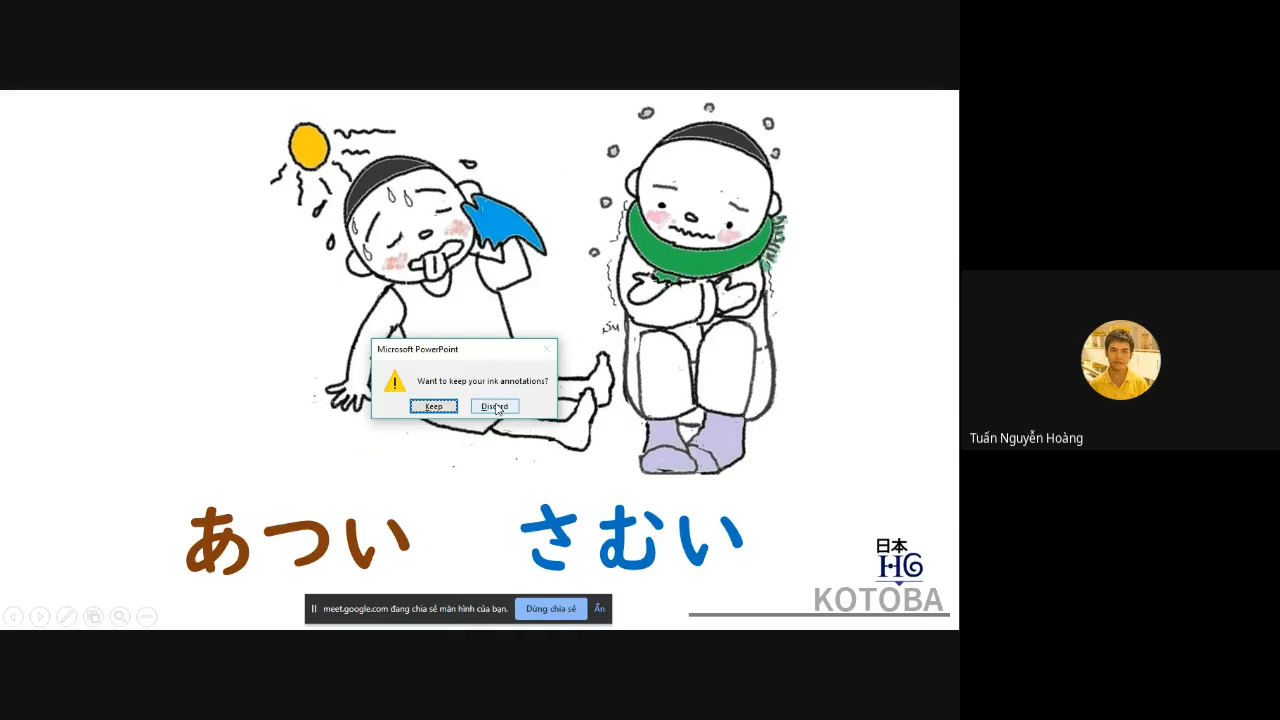 Microsoft PowerPoint
Want to keep your ink annotations?
Keep
Discard
あつい さむい
日本
HG
KOTOBA
meet.google.com đang chia sẻ màn hình của bạn.
Dừng chia sẻ
Ẩn
Tuấn Nguyễn Hoàng